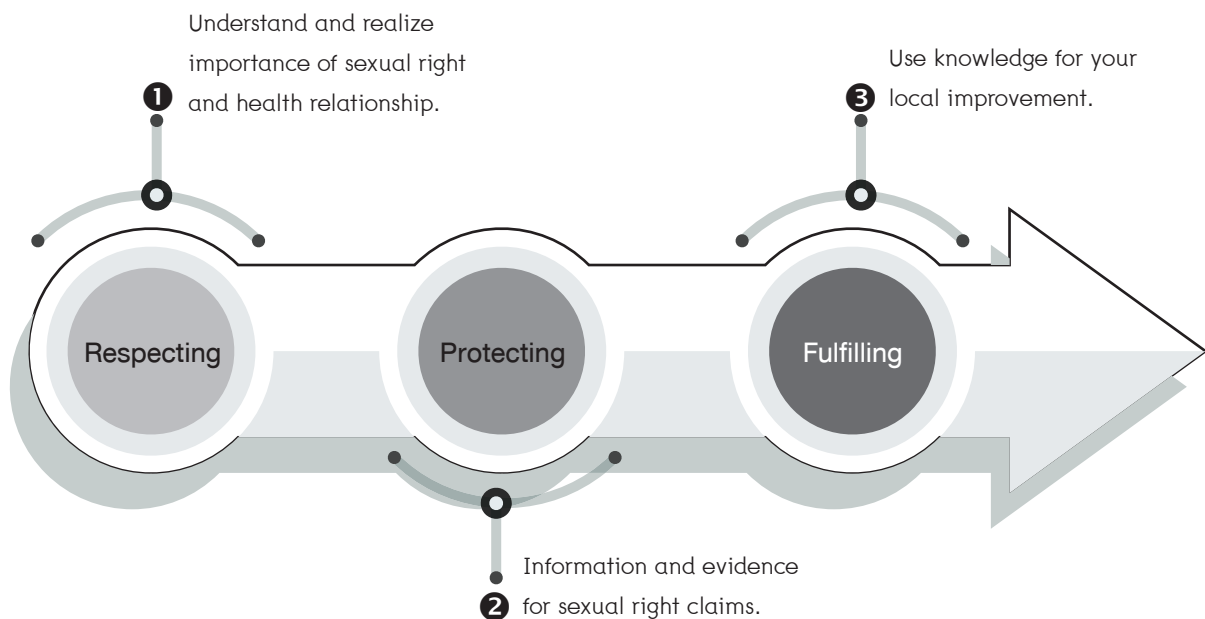 Understand and realize
importance of sexual right
and health relationship.
❶
Use knowledge for your
local improvement.
❸
Respecting
Protecting
Fulfilling
Information and evidence
for sexual right claims.
❷